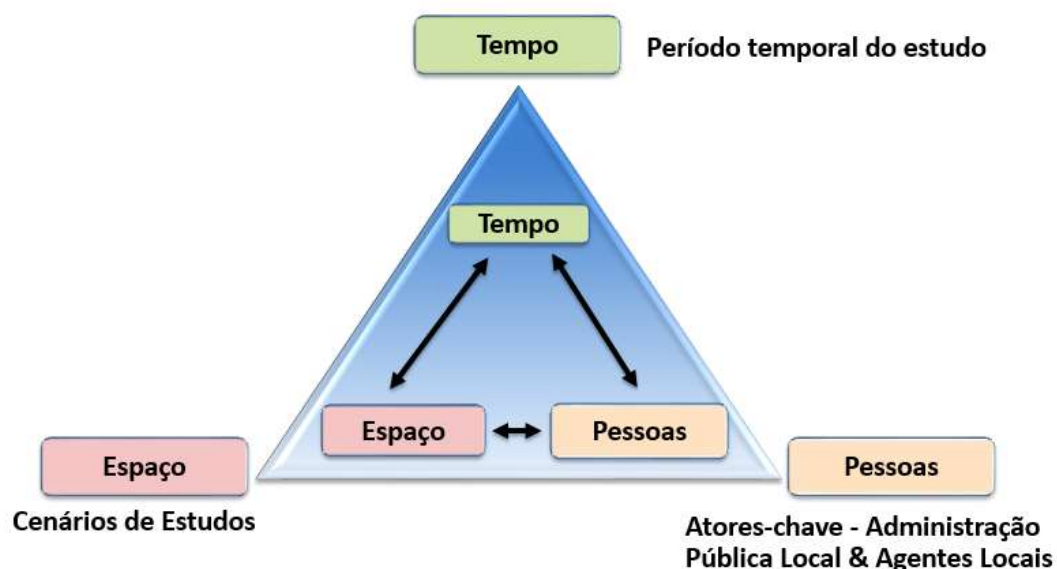 Tempo
Período temporal do estudo
Tempo
Espaço
Pessoas
Espaço
Pessoas
Cenários de Estudos
Atores-chave - Administração
Pública Local & Agentes Locais